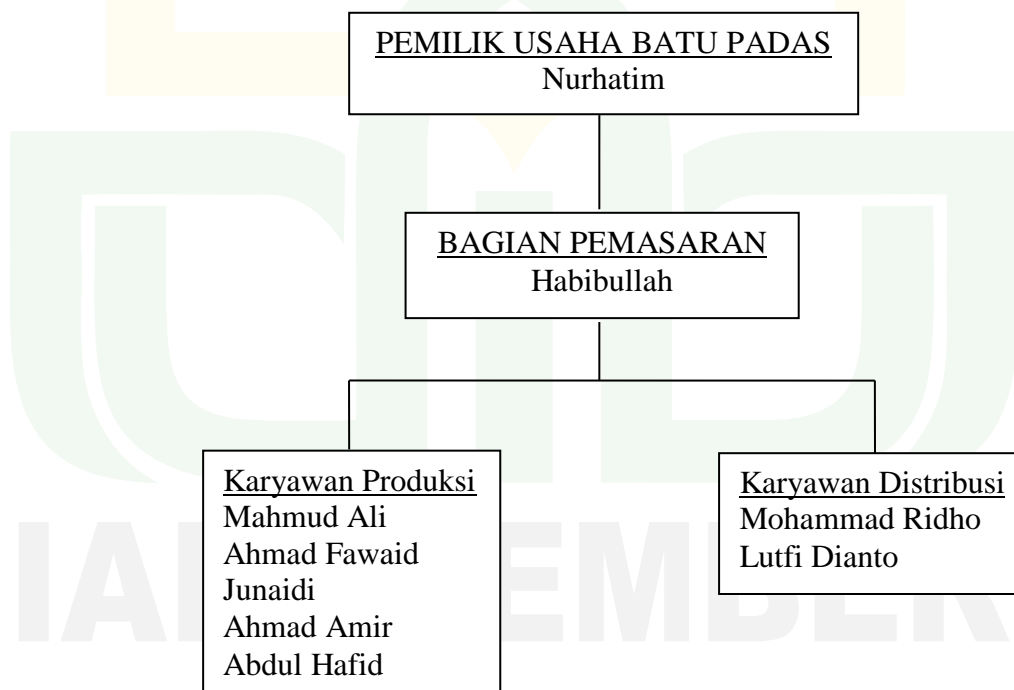 PEMILIK USAHA BATU PADAS
Nurhatim
BAGIAN PEMASARAN
Habibullah
Karyawan Produksi
Mahmud Ali
Ahmad Fawaid
Junaidi
Ahmad Amir
Abdul Hafid
Karyawan Distribusi
Mohammad Ridho
Lutfi Dianto